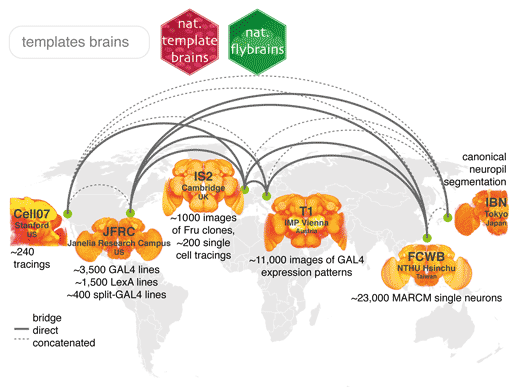 templates brains
nat.
template
brains
nat.
flybrains
canonical
neuropil
segmentation
IS2
Cambridge
UK
IBN
Tokyo
Japan
Cell07
Stanford
US
T1
IMP Vienna
Austria
JFRC
Janelia Research Campus
US
~1000 images
of Fru clones,
~200 single
cell tracings
FCWB
NTHU Hsinchu
Taiwan
~240
tracings
~3,500 GAL4 lines
~1,500 LexA lines
~400 split-GAL4 lines
~11,000 images of GAL4
expression patterns
~23,000 MARCM single neurons
bridge
direct
concatenated